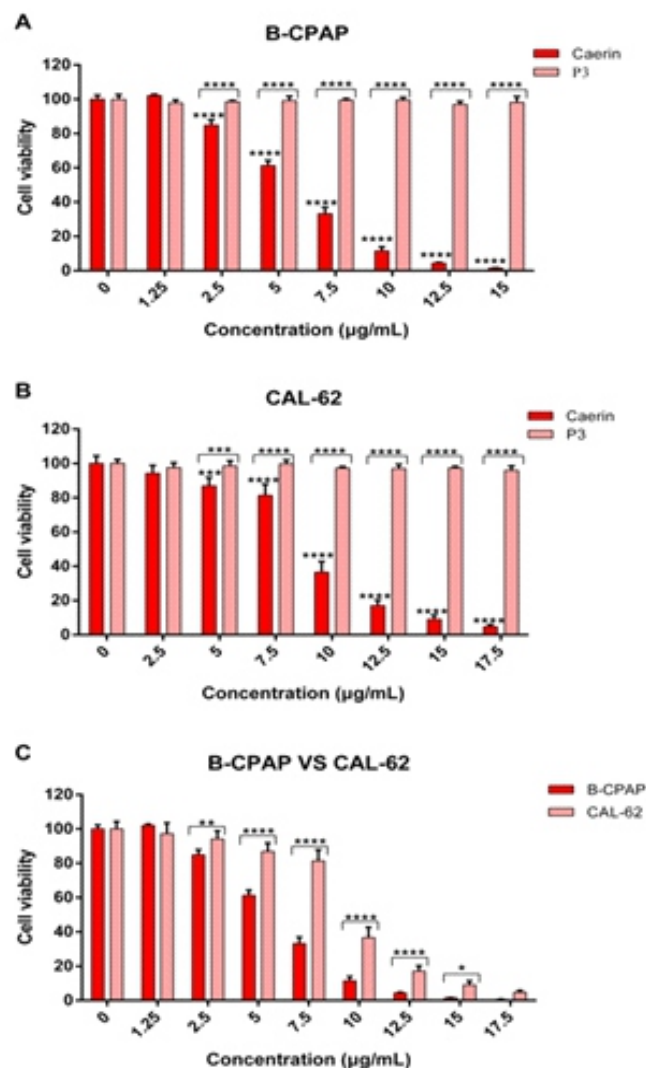 A
B-CPAP
Caerin
P3
Cell viability
120
100
80
60
40
20
0
**** **** **** **** **** ****
****
****
****
****
****
****
0 1.25 2.5 5 7.5 10 12.5 15
Concentration (µg/mL)
B
CAL-62
Caerin
P3
Cell viability
120
100
80
60
40
20
0
*** **** **** **** **** ****
***
****
****
****
****
****
0 2.5 5 7.5 10 12.5 15 17.5
Concentration (µg/mL)
C
B-CPAP VS CAL-62
B-CPAP
CAL-62
Cell viability
120
100
80
60
40
20
0
** **** ****
****
****
*
0 1.25 2.5 5 7.5 10 12.5 15 17.5
Concentration (µg/mL)